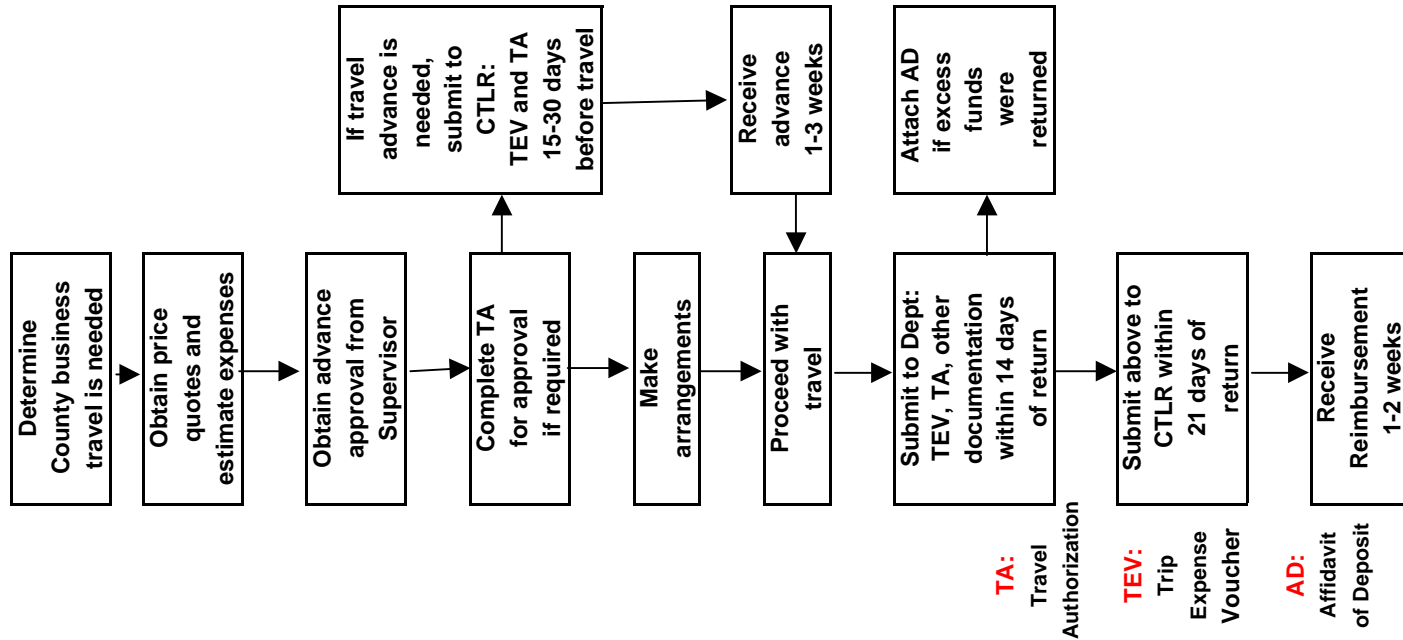 Determine
County business
travel is needed
Obtain price
quotes and
estimate expenses
Obtain advance
approval from
Supervisor
Complete TA
for approval
if required
If travel
advance is
needed,
submit to
CTLR:
TEV and TA
15-30 days
before travel
Make
arrangements
Receive
advance
1-3 weeks
Proceed with
travel
Submit to Dept:
TEV, TA, other
documentation
within 14 days
of return
Attach AD
if excess
funds
were
returned
Submit above to
CTLR within
21 days of
return
Receive
Reimbursement
1-2 weeks
TA:
Travel
Authorization
TEV:
Trip
Expense
Voucher
AD:
Affidavit
of Deposit